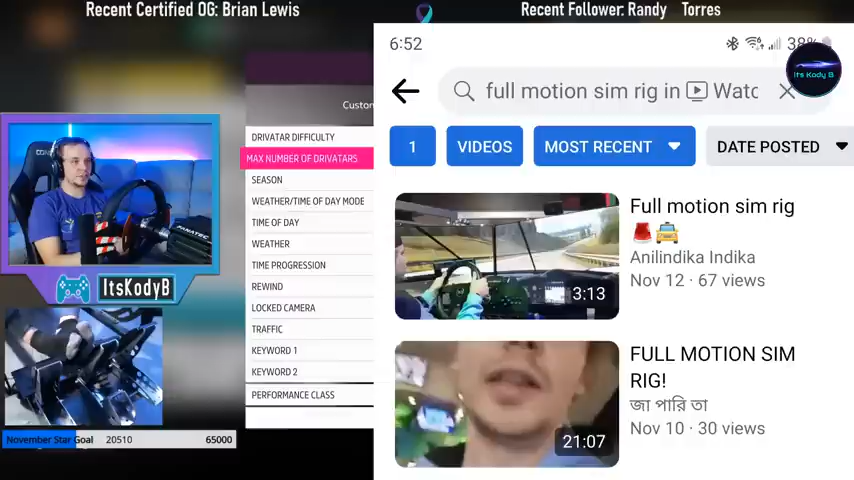 Recent Certified OG: Brian Lewis
Recent Follower: Randy Torres
6:52
38%
Its Kody B
full motion sim rig in Watc
1
VIDEOS
MOST RECENT
DATE POSTED
Custom
DRIVATAR DIFFICULTY
MAX NUMBER OF DRIVATARS
SEASON
WEATHER/TIME OF DAY MODE
TIME OF DAY
WEATHER
TIME PROGRESSION
REWIND
LOCKED CAMERA
TRAFFIC
KEYWORD 1
KEYWORD 2
PERFORMANCE CLASS
FANATEC
ItsKodyB
November Star Goal
20510
65000
Full motion sim rig
🚨🚖
Anilindika Indika
Nov 12 · 67 views
3:13
FULL MOTION SIM
RIG!
জা পারি তা
Nov 10 · 30 views
21:07